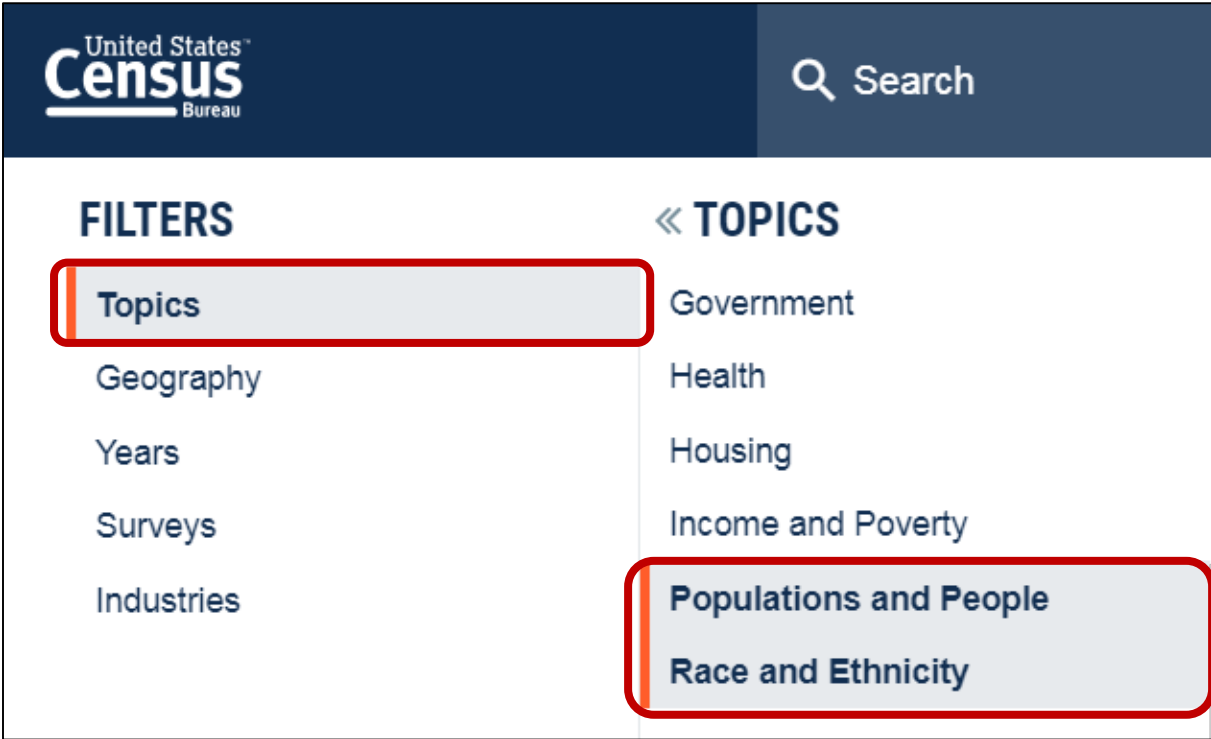 United States™
Census
Bureau
Search
FILTERS
Topics
Geography
Years
Surveys
Industries
« TOPICS
Government
Health
Housing
Income and Poverty
Populations and People
Race and Ethnicity